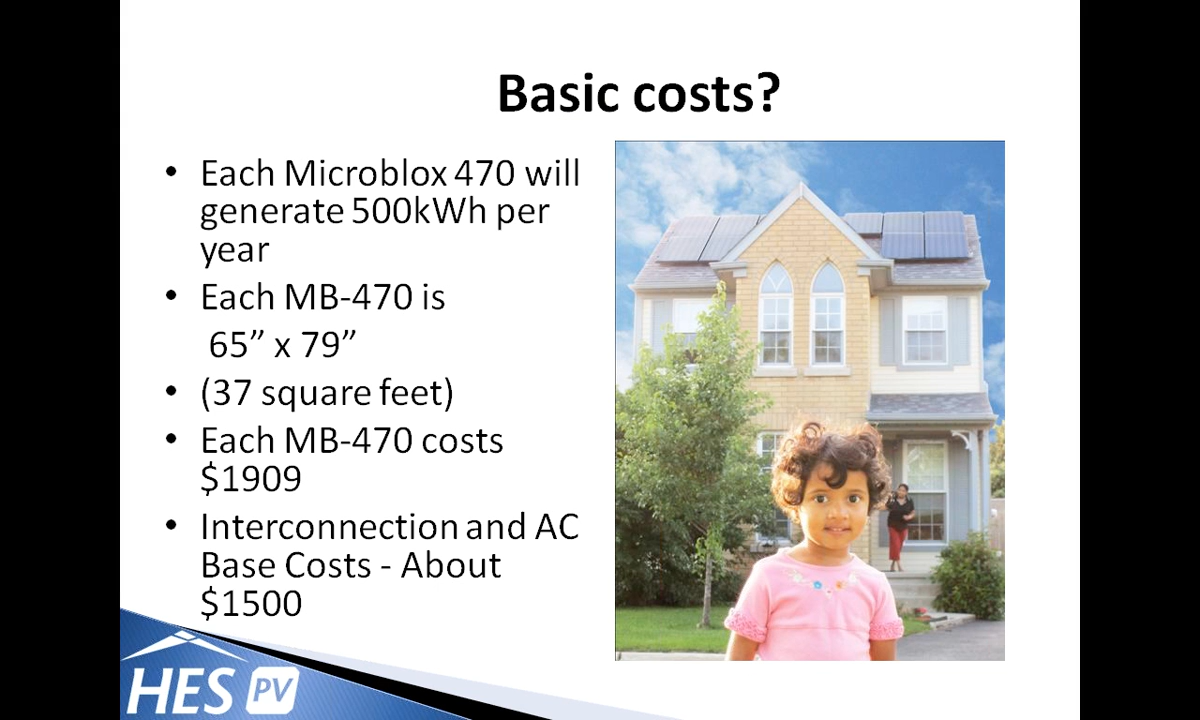 Basic costs?
• Each Microblox 470 will
generate 500kWh per
year
• Each MB-470 is
65” x 79”
• (37 square feet)
• Each MB-470 costs
$1909
• Interconnection and AC
Base Costs - About
$1500
HES PV